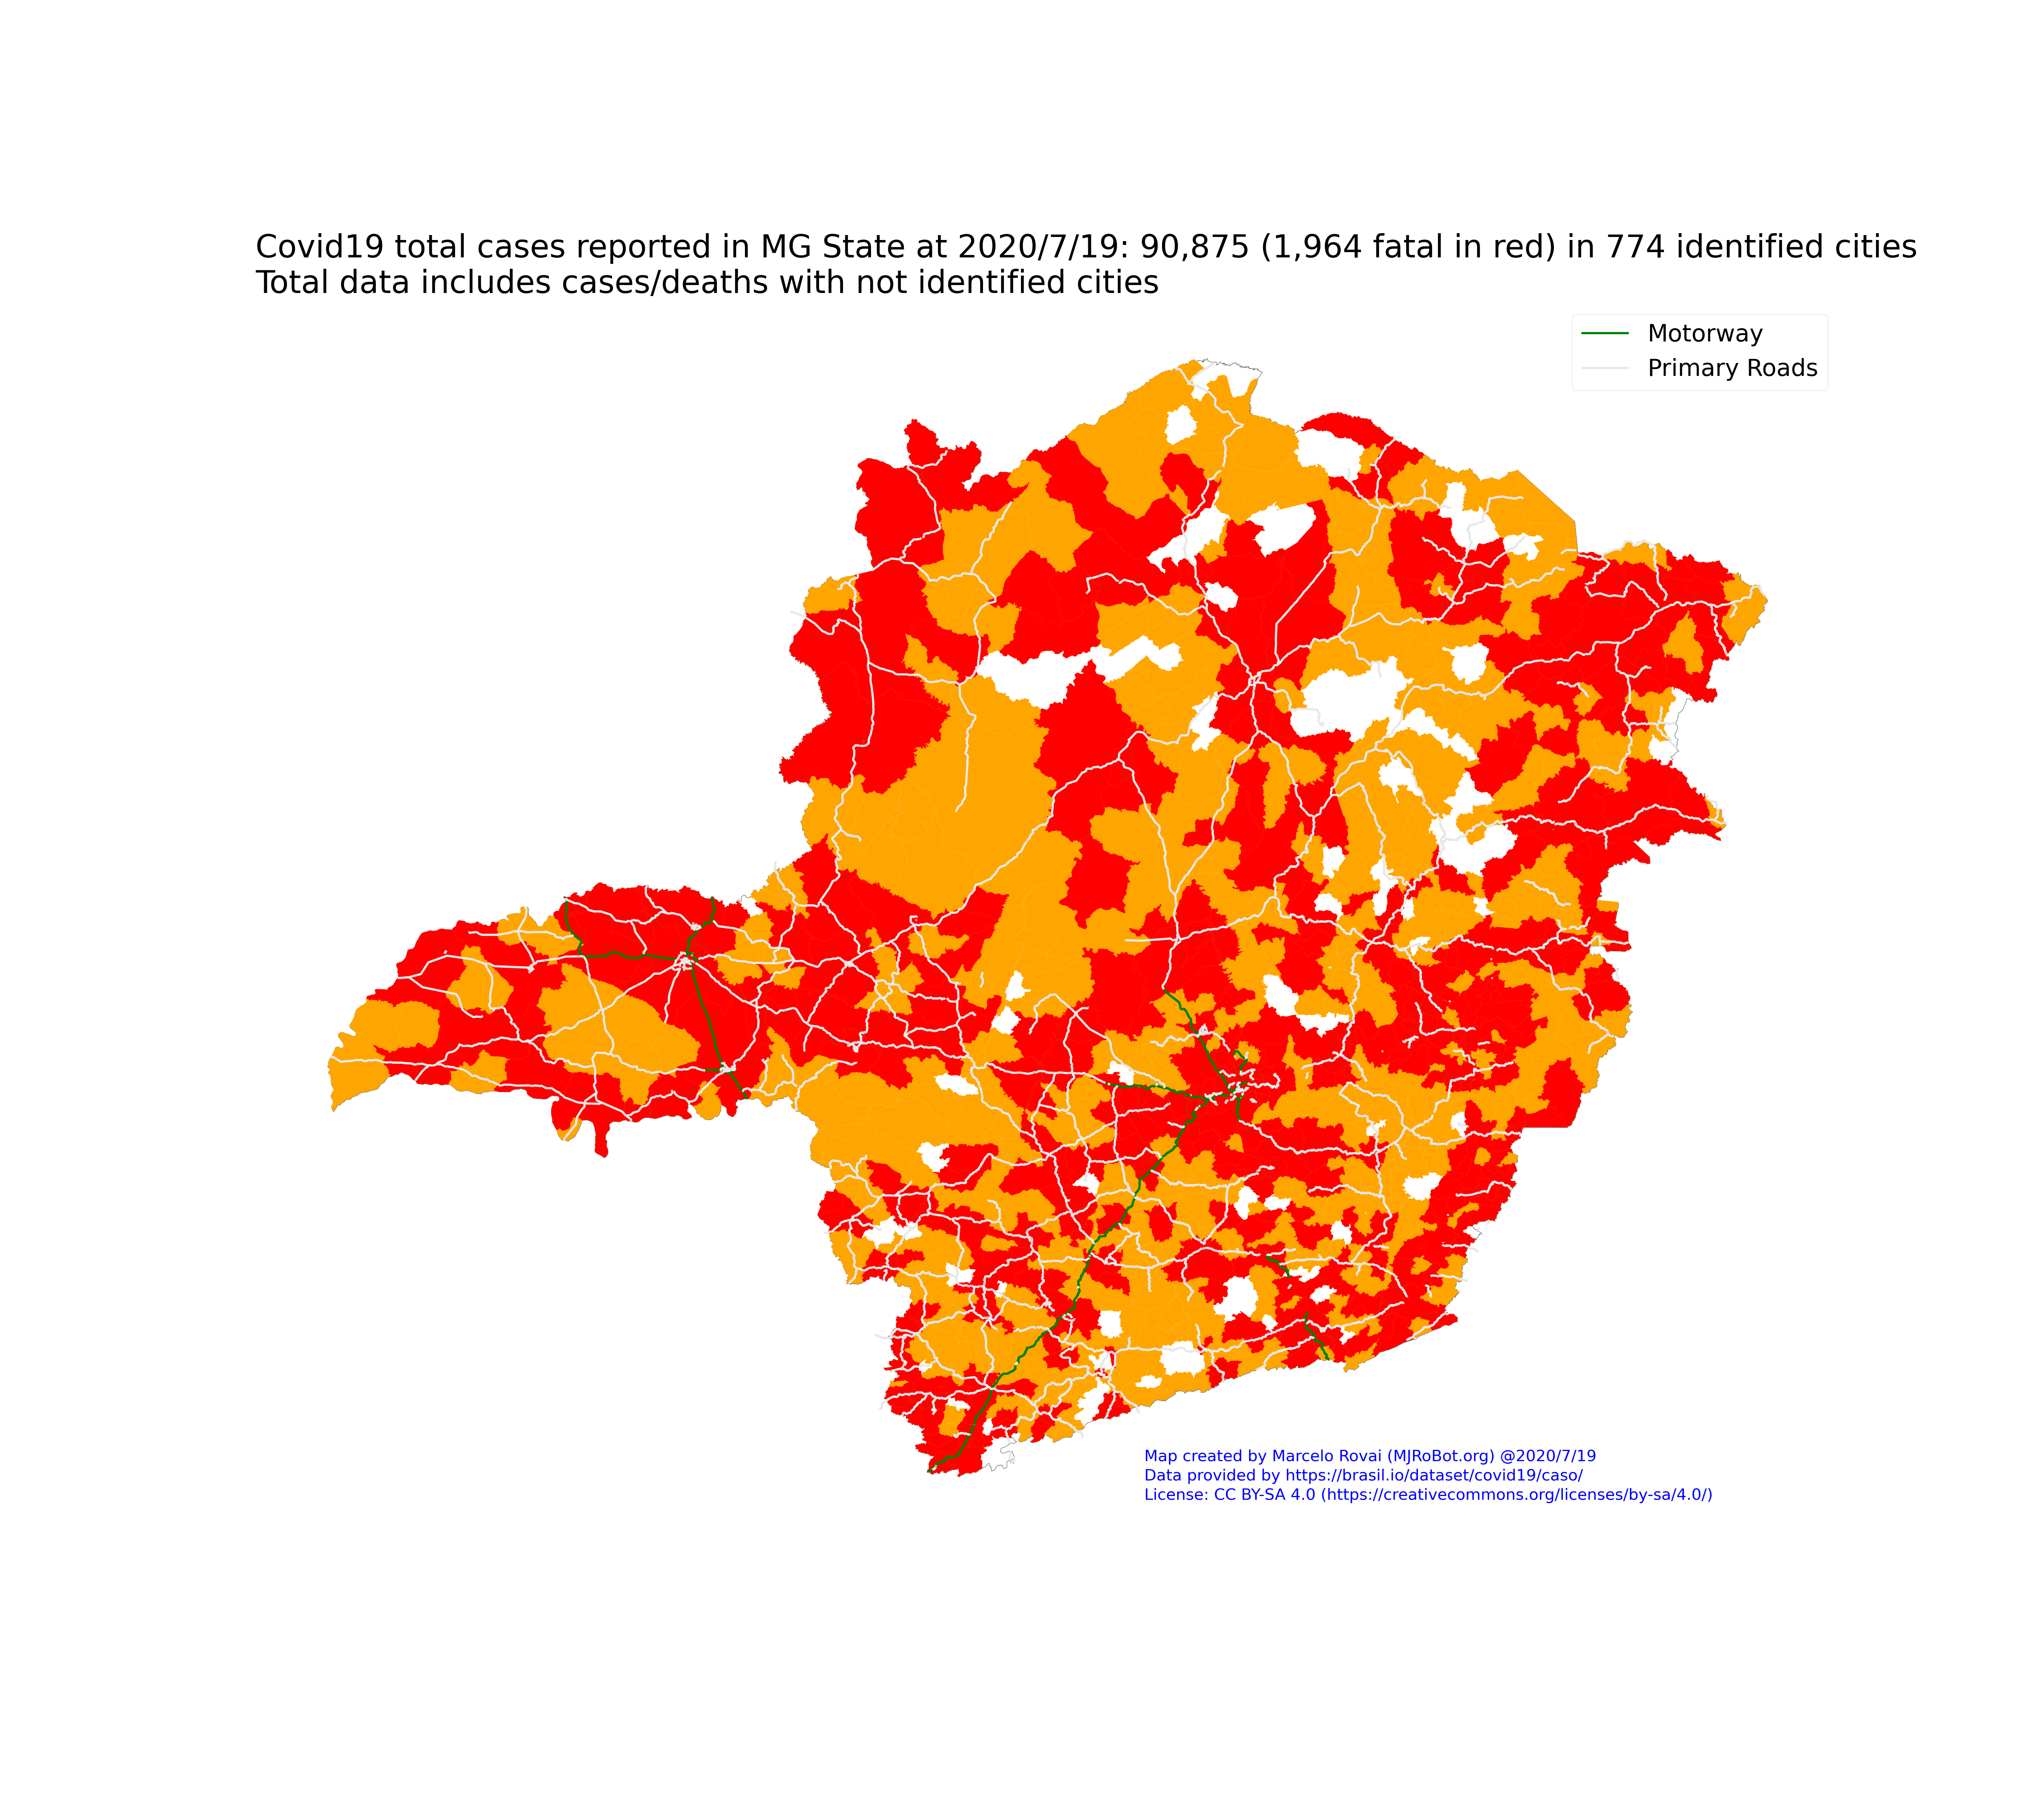 Covid19 total cases reported in MG State at 2020/7/19: 90,875 (1,964 fatal in red) in 774 identified cities
Total data includes cases/deaths with not identified cities
Motorway
Primary Roads
Map created by Marcelo Rovai (MJRoBot.org) @2020/7/19
Data provided by https://brasil.io/dataset/covid19/caso/
License: CC BY-SA 4.0 (https://creativecommons.org/licenses/by-sa/4.0/)